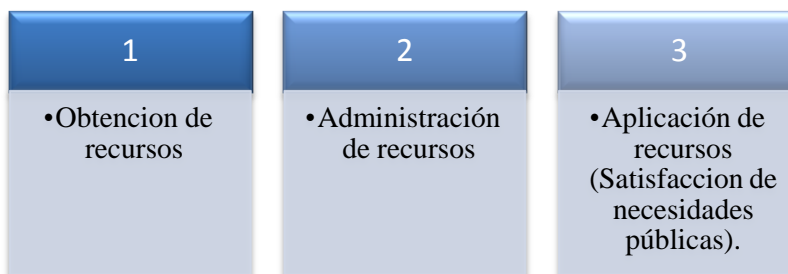 1
•Obtencion de
recursos
2
•Administración
de recursos
3
•Aplicación de
recursos
(Satisfaccion de
necesidades
públicas).